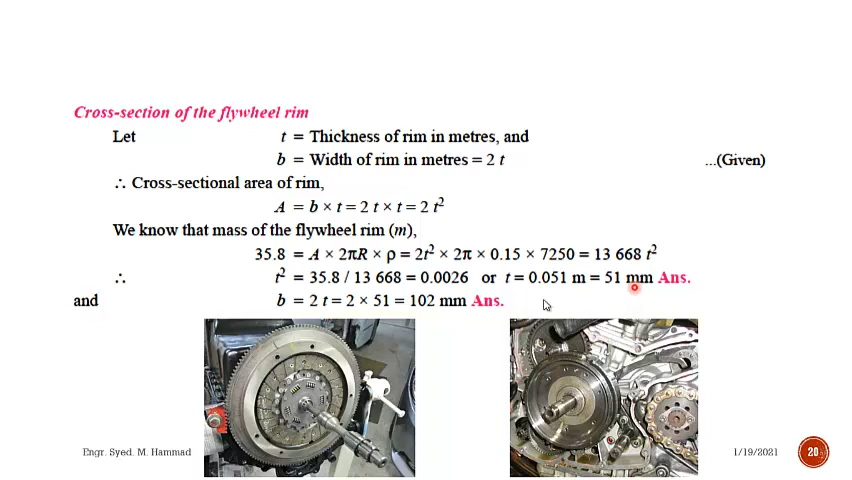 Cross-section of the flywheel rim
Let t = Thickness of rim in metres, and
b = Width of rim in metres = 2 t ...(Given)
∴ Cross-sectional area of rim,
A = b × t = 2 t × t = 2 t²
We know that mass of the flywheel rim (m),
35.8 = A × 2πR × ρ = 2t² × 2π × 0.15 × 7250 = 13 668 t²
∴ t² = 35.8 / 13 668 = 0.0026 or t = 0.051 m = 51 mm Ans.
and b = 2 t = 2 × 51 = 102 mm Ans.
Engr. Syed. M. Hammad 1/19/2021 20